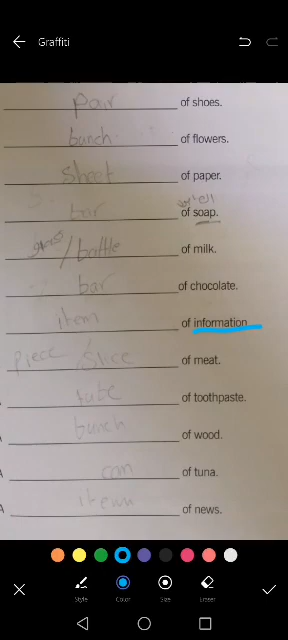 Graffiti
pair of shoes.
bunch of flowers.
sheet of paper.
bar of soap.
glass / bottle of milk.
bar of chocolate.
item of information
Piece / Slice of meat.
tube of toothpaste.
bunch of wood.
A can of tuna.
A item of news.
Style Color Size Eraser